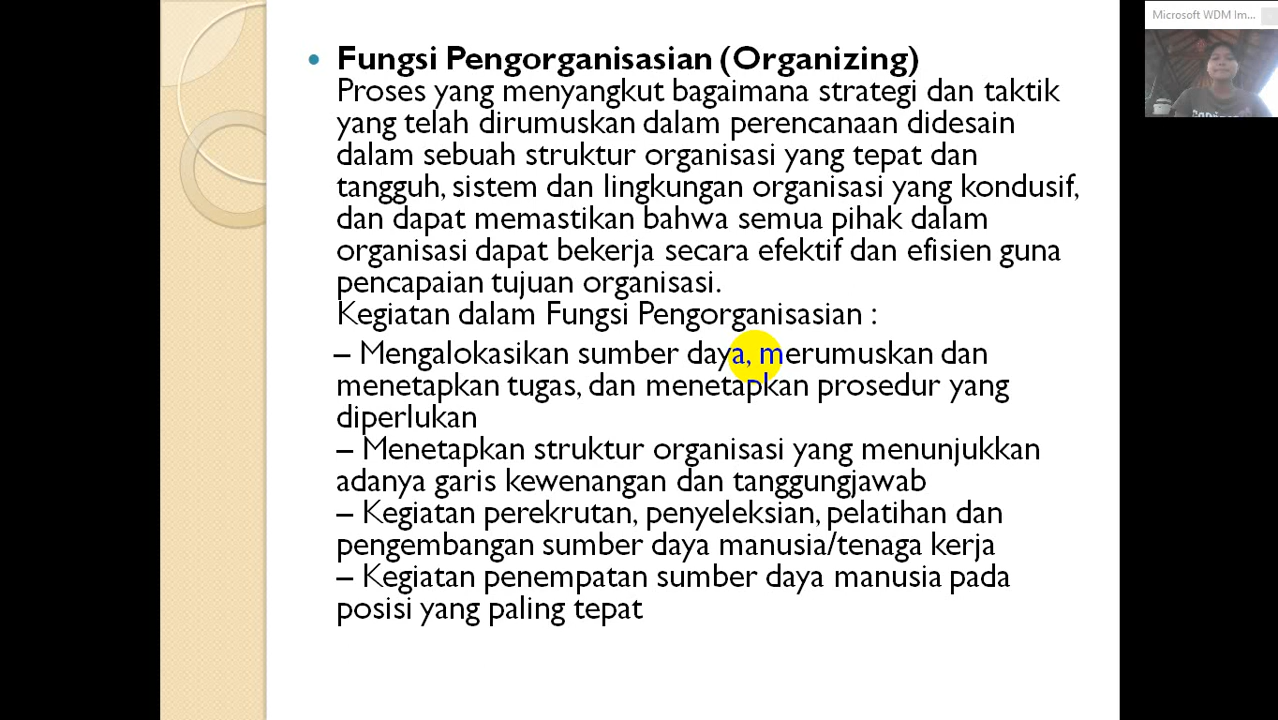 Microsoft WDM Im...
• Fungsi Pengorganisasian (Organizing)
Proses yang menyangkut bagaimana strategi dan taktik
yang telah dirumuskan dalam perencanaan didesain
dalam sebuah struktur organisasi yang tepat dan
tangguh, sistem dan lingkungan organisasi yang kondusif,
dan dapat memastikan bahwa semua pihak dalam
organisasi dapat bekerja secara efektif dan efisien guna
pencapaian tujuan organisasi.
Kegiatan dalam Fungsi Pengorganisasian :
– Mengalokasikan sumber daya, merumuskan dan
menetapkan tugas, dan menetapkan prosedur yang
diperlukan
– Menetapkan struktur organisasi yang menunjukkan
adanya garis kewenangan dan tanggungjawab
– Kegiatan perekrutan, penyeleksian, pelatihan dan
pengembangan sumber daya manusia/tenaga kerja
– Kegiatan penempatan sumber daya manusia pada
posisi yang paling tepat